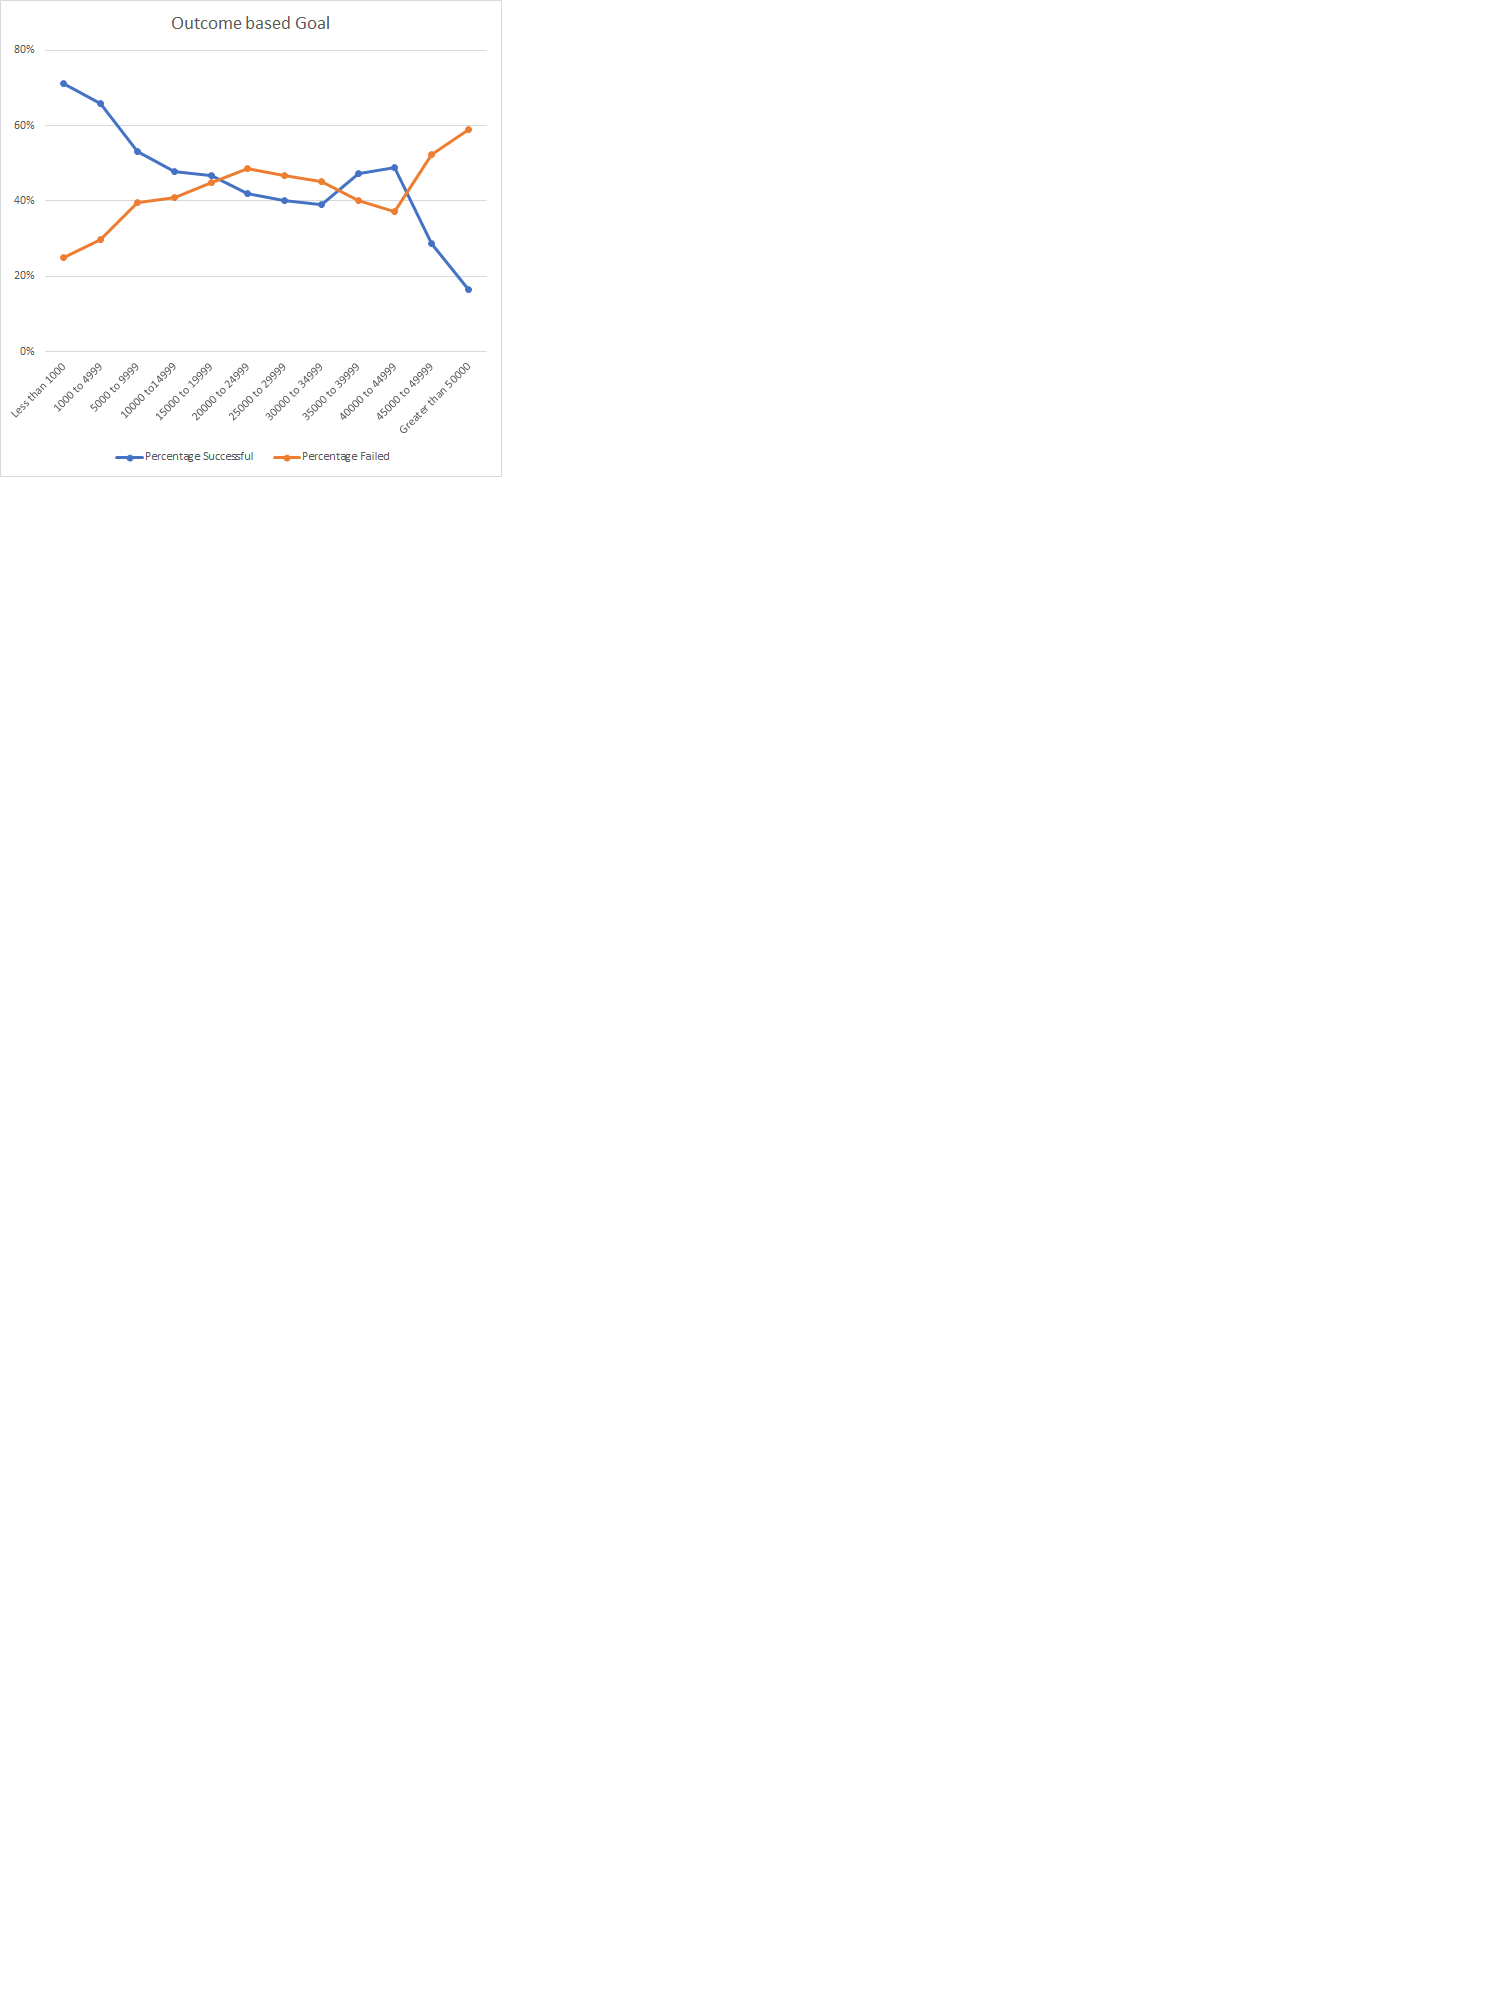 Outcome based Goal
80%
60%
40%
20%
0%
Less than 1000
1000 to 4999
5000 to 9999
10000 to14999
15000 to 19999
20000 to 24999
25000 to 29999
30000 to 34999
35000 to 39999
40000 to 44999
45000 to 49999
Greater than 50000
Percentage Successful
Percentage Failed